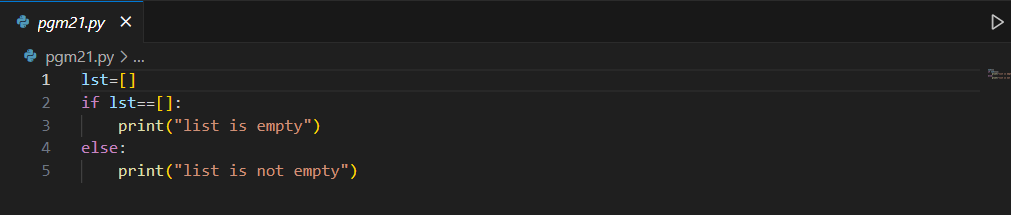 pgm21.py ×
pgm21.py > ...
1 lst=[]
2 if lst==[]:
3     print("list is empty")
4 else:
5     print("list is not empty")